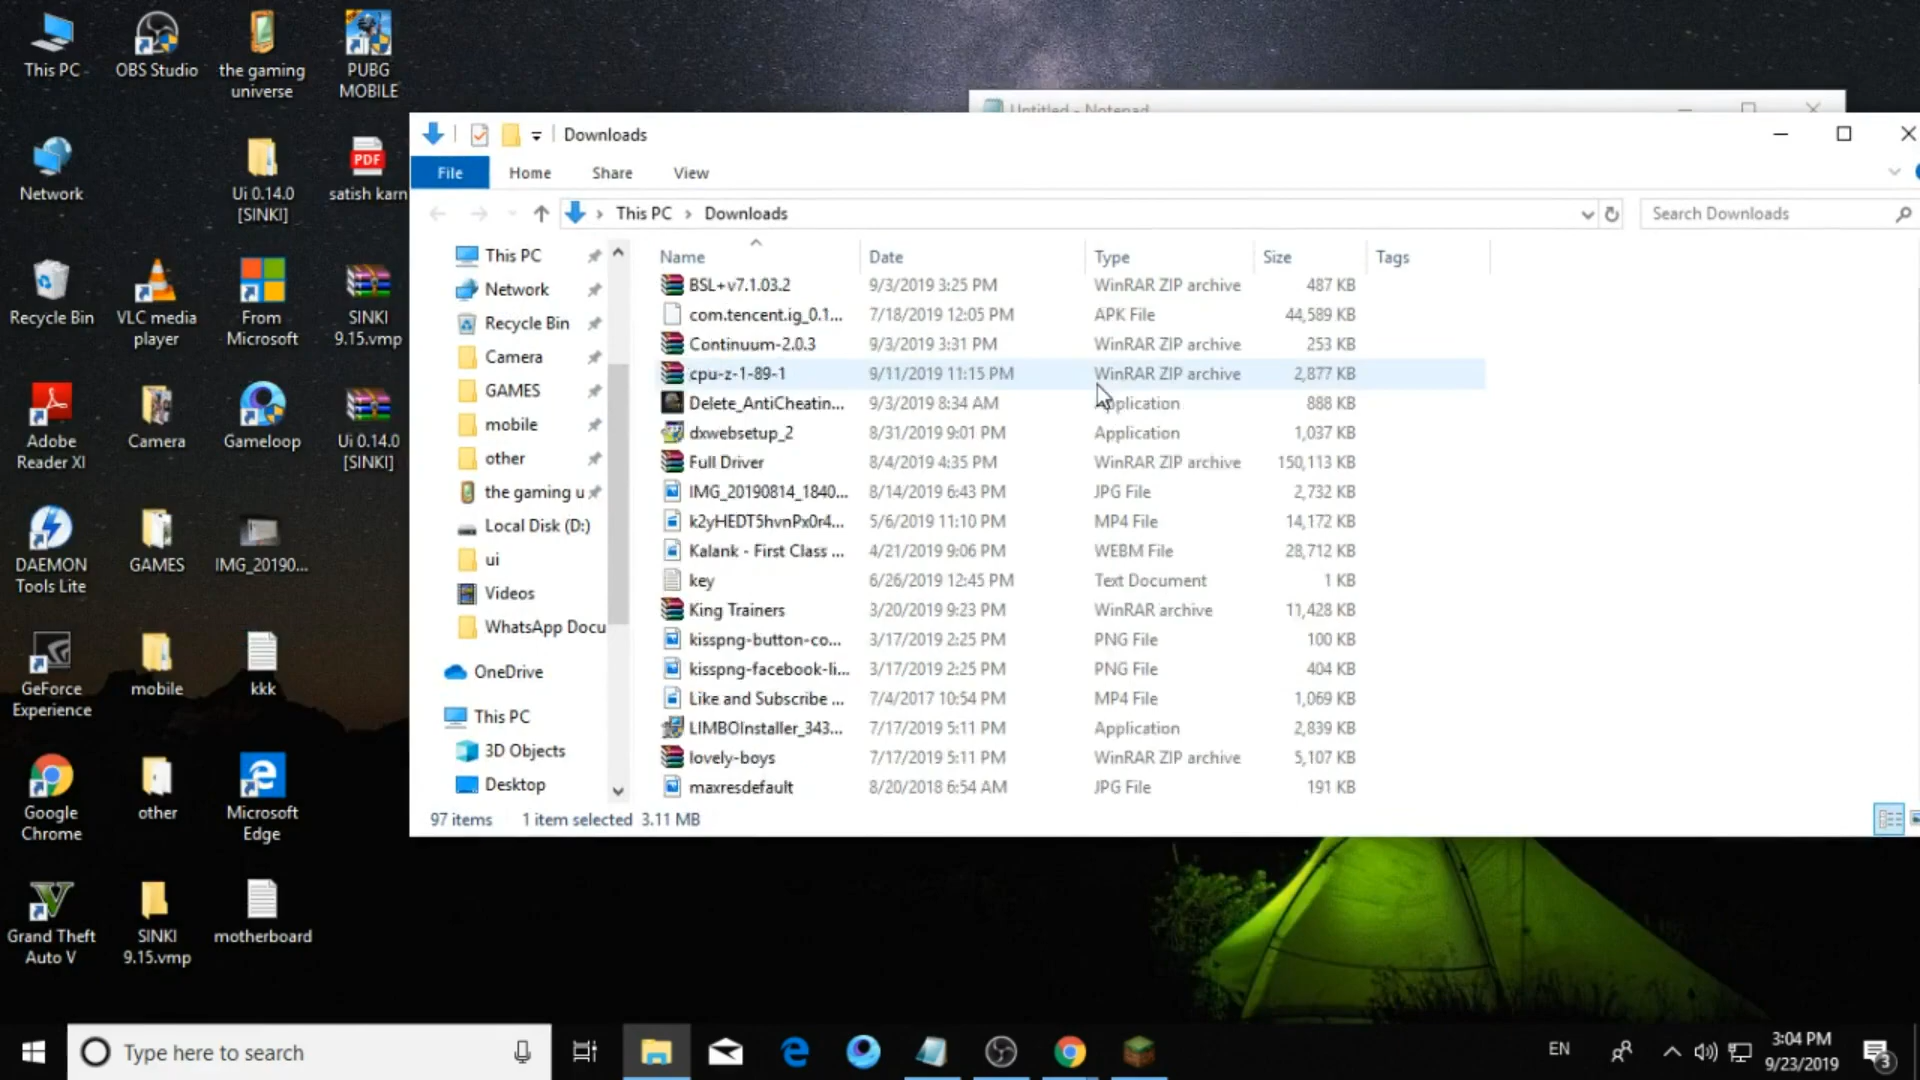 This PC
OBS Studio
the gaming
universe
PUBG
MOBILE
Network
Ui 0.14.0
[SINKI]
PDF
satish karn
Recycle Bin
VLC media
player
From
Microsoft
SINKI
9.15.vmp
Adobe
Reader XI
Camera
Gameloop
Ui 0.14.0
[SINKI]
DAEMON
Tools Lite
GAMES
IMG_20190...
GeForce
Experience
mobile
kkk
Google
Chrome
other
Microsoft
Edge
Grand Theft
Auto V
SINKI
9.15.vmp
motherboard
Untitled - Notepad
Downloads
File Home Share View
This PC > Downloads
Search Downloads
This PC
Network
Recycle Bin
Camera
GAMES
mobile
other
the gaming u
Local Disk (D:)
ui
Videos
WhatsApp Docu
OneDrive
This PC
3D Objects
Desktop
Name Date Type Size Tags
BSL+v7.1.03.2 9/3/2019 3:25 PM WinRAR ZIP archive 487 KB
com.tencent.ig_0.1... 7/18/2019 12:05 PM APK File 44,589 KB
Continuum-2.0.3 9/3/2019 3:31 PM WinRAR ZIP archive 253 KB
cpu-z-1-89-1 9/11/2019 11:15 PM WinRAR ZIP archive 2,877 KB
Delete_AntiCheatin... 9/3/2019 8:34 AM Application 888 KB
dxwebsetup_2 8/31/2019 9:01 PM Application 1,037 KB
Full Driver 8/4/2019 4:35 PM WinRAR ZIP archive 150,113 KB
IMG_20190814_1840... 8/14/2019 6:43 PM JPG File 2,732 KB
k2yHEDT5hvnPx0r4... 5/6/2019 11:10 PM MP4 File 14,172 KB
Kalank - First Class ... 4/21/2019 9:06 PM WEBM File 28,712 KB
key 6/26/2019 12:45 PM Text Document 1 KB
King Trainers 3/20/2019 9:23 PM WinRAR archive 11,428 KB
kisspng-button-co... 3/17/2019 2:25 PM PNG File 100 KB
kisspng-facebook-li... 3/17/2019 2:25 PM PNG File 404 KB
Like and Subscribe ... 7/4/2017 10:54 PM MP4 File 1,069 KB
LIMBOInstaller_343... 7/17/2019 5:11 PM Application 2,839 KB
lovely-boys 7/17/2019 5:11 PM WinRAR ZIP archive 5,107 KB
maxresdefault 8/20/2018 6:54 AM JPG File 191 KB
97 items 1 item selected 3.11 MB
Type here to search
EN
3:04 PM
9/23/2019
3